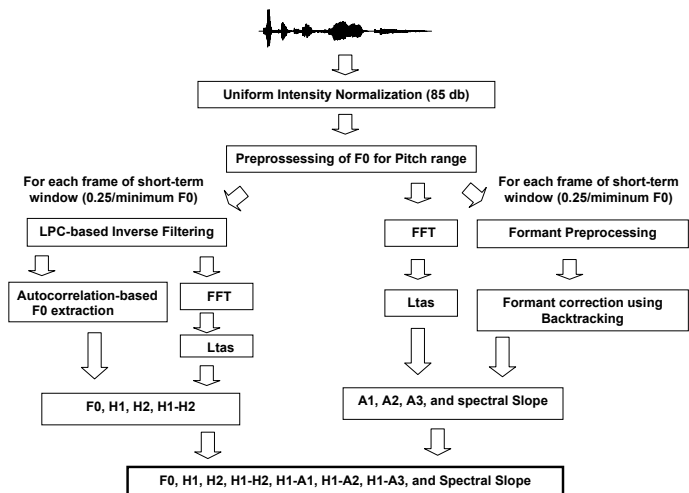 Uniform Intensity Normalization (85 db)
Preprossessing of F0 for Pitch range
For each frame of short-term
window (0.25/minimum F0)
For each frame of short-term
window (0.25/minimum F0)
LPC-based Inverse Filtering
FFT
Formant Preprocessing
Autocorrelation-based
F0 extraction
FFT
Ltas
Formant correction using
Backtracking
Ltas
F0, H1, H2, H1-H2
A1, A2, A3, and spectral Slope
F0, H1, H2, H1-H2, H1-A1, H1-A2, H1-A3, and Spectral Slope